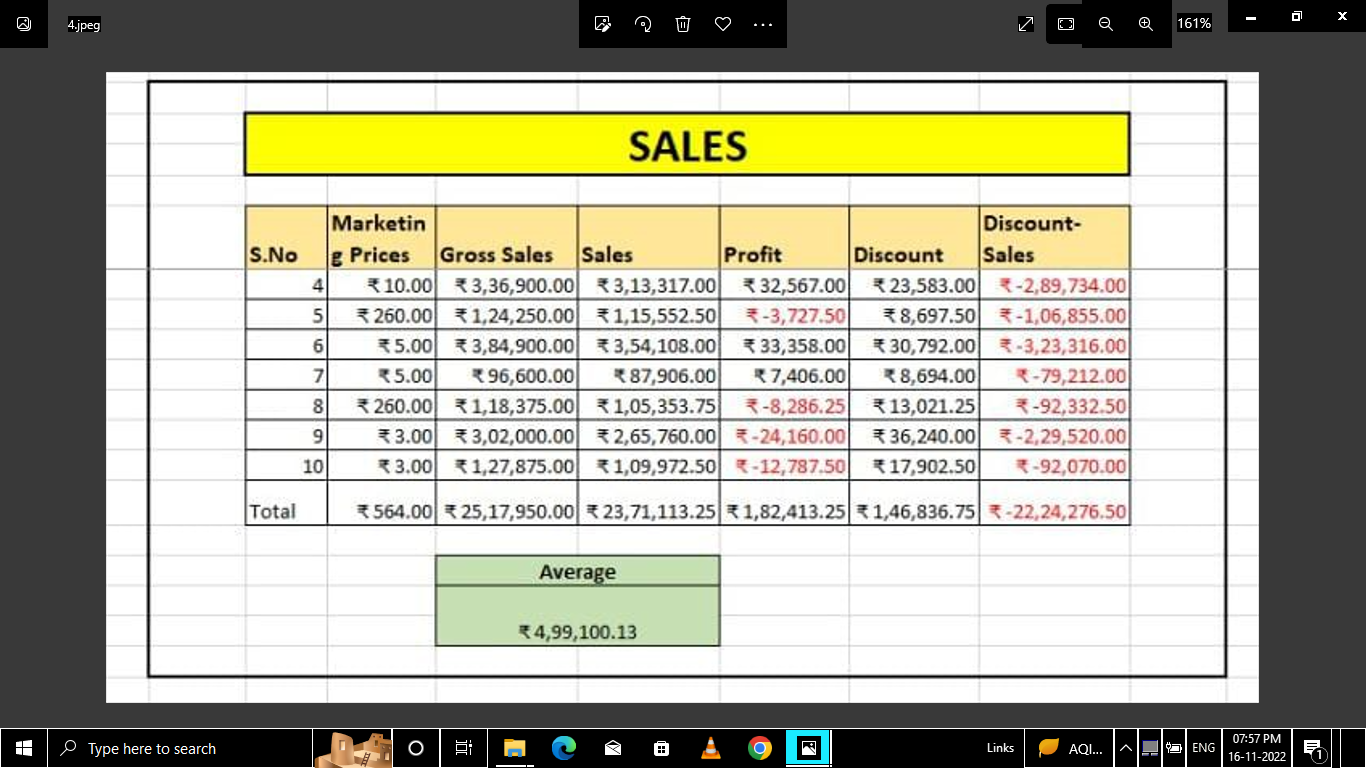 4.jpeg
161%
SALES
S.No Marketin Gross Sales Sales Profit Discount Discount-
g Prices Sales
4 ₹ 10.00 ₹ 3,36,900.00 ₹ 3,13,317.00 ₹ 32,567.00 ₹ 23,583.00 ₹ -2,89,734.00
5 ₹ 260.00 ₹ 1,24,250.00 ₹ 1,15,552.50 ₹ -3,727.50 ₹ 8,697.50 ₹ -1,06,855.00
6 ₹ 5.00 ₹ 3,84,900.00 ₹ 3,54,108.00 ₹ 33,358.00 ₹ 30,792.00 ₹ -3,23,316.00
7 ₹ 5.00 ₹ 96,600.00 ₹ 87,906.00 ₹ 7,406.00 ₹ 8,694.00 ₹ -79,212.00
8 ₹ 260.00 ₹ 1,18,375.00 ₹ 1,05,353.75 ₹ -8,286.25 ₹ 13,021.25 ₹ -92,332.50
9 ₹ 3.00 ₹ 3,02,000.00 ₹ 2,65,760.00 ₹ -24,160.00 ₹ 36,240.00 ₹ -2,29,520.00
10 ₹ 3.00 ₹ 1,27,875.00 ₹ 1,09,972.50 ₹ -12,787.50 ₹ 17,902.50 ₹ -92,070.00
Total ₹ 564.00 ₹ 25,17,950.00 ₹ 23,71,113.25 ₹ 1,82,413.25 ₹ 1,46,836.75 ₹ -22,24,276.50
Average
₹ 4,99,100.13
Type here to search
Links
AQI...
ENG
07:57 PM
16-11-2022
1